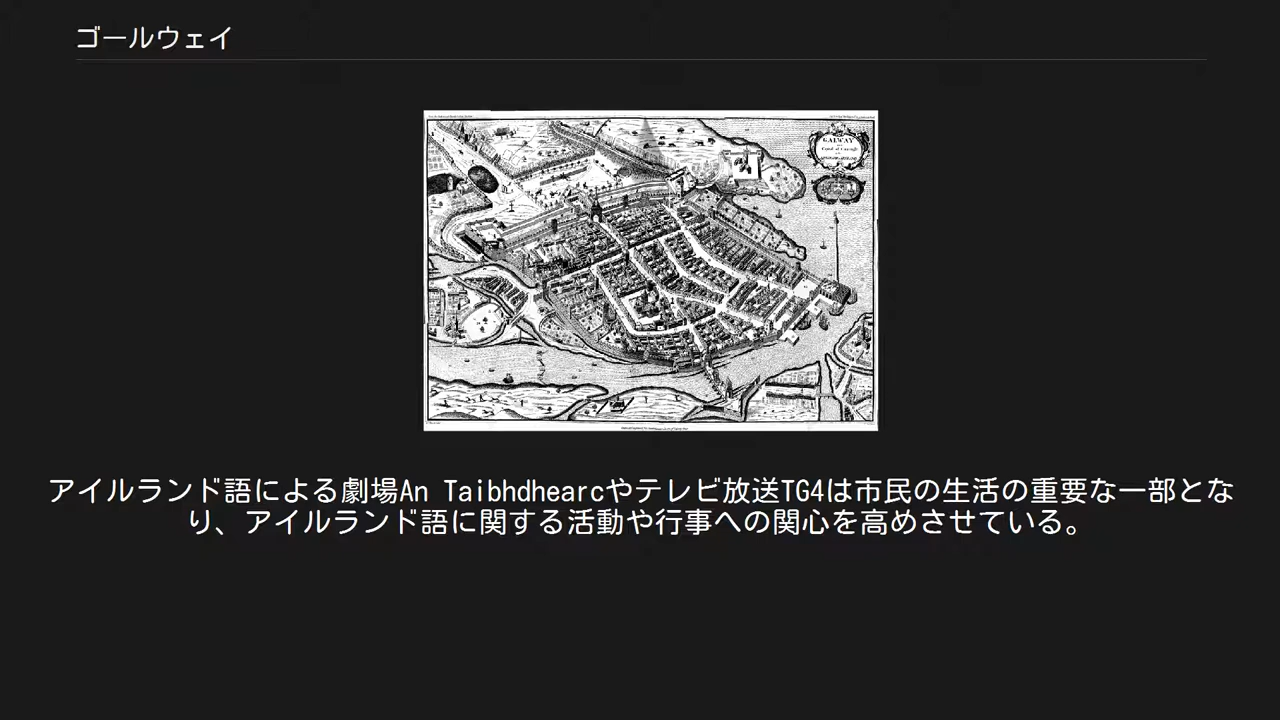 ゴールウェイ
GALWAY
アイルランド語による劇場An Taibhdhearcやテレビ放送TG4は市民の生活の重要な一部とな
り、アイルランド語に関する活動や行事への関心を高めさせている。